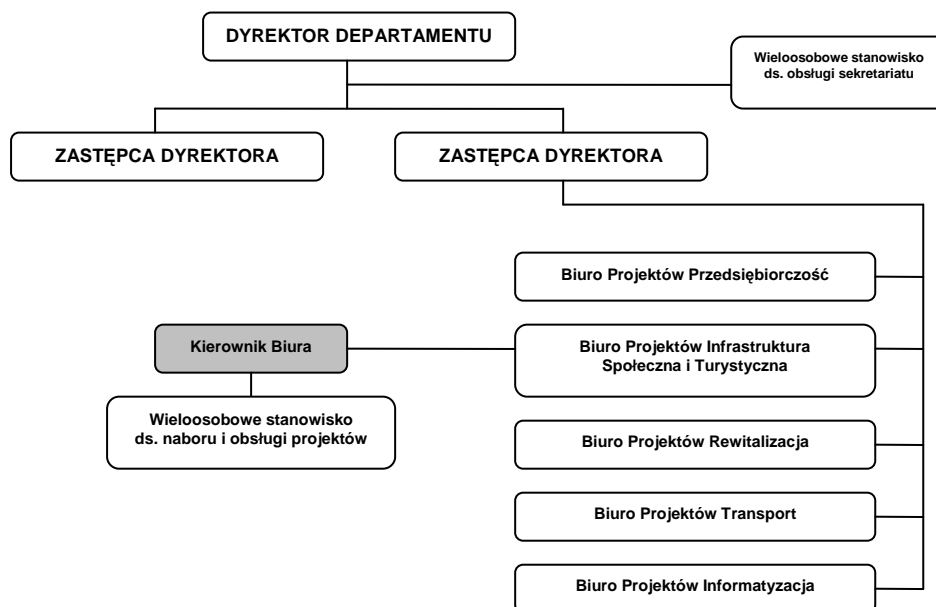 DYREKTOR DEPARTAMENTU
Wieloosobowe stanowisko
ds. obsługi sekretariatu
ZASTĘPCA DYREKTORA
ZASTĘPCA DYREKTORA
Biuro Projektów Przedsiębiorczość
Kierownik Biura
Biuro Projektów Infrastruktura
Społeczna i Turystyczna
Wieloosobowe stanowisko
ds. naboru i obsługi projektów
Biuro Projektów Rewitalizacja
Biuro Projektów Transport
Biuro Projektów Informatyzacja